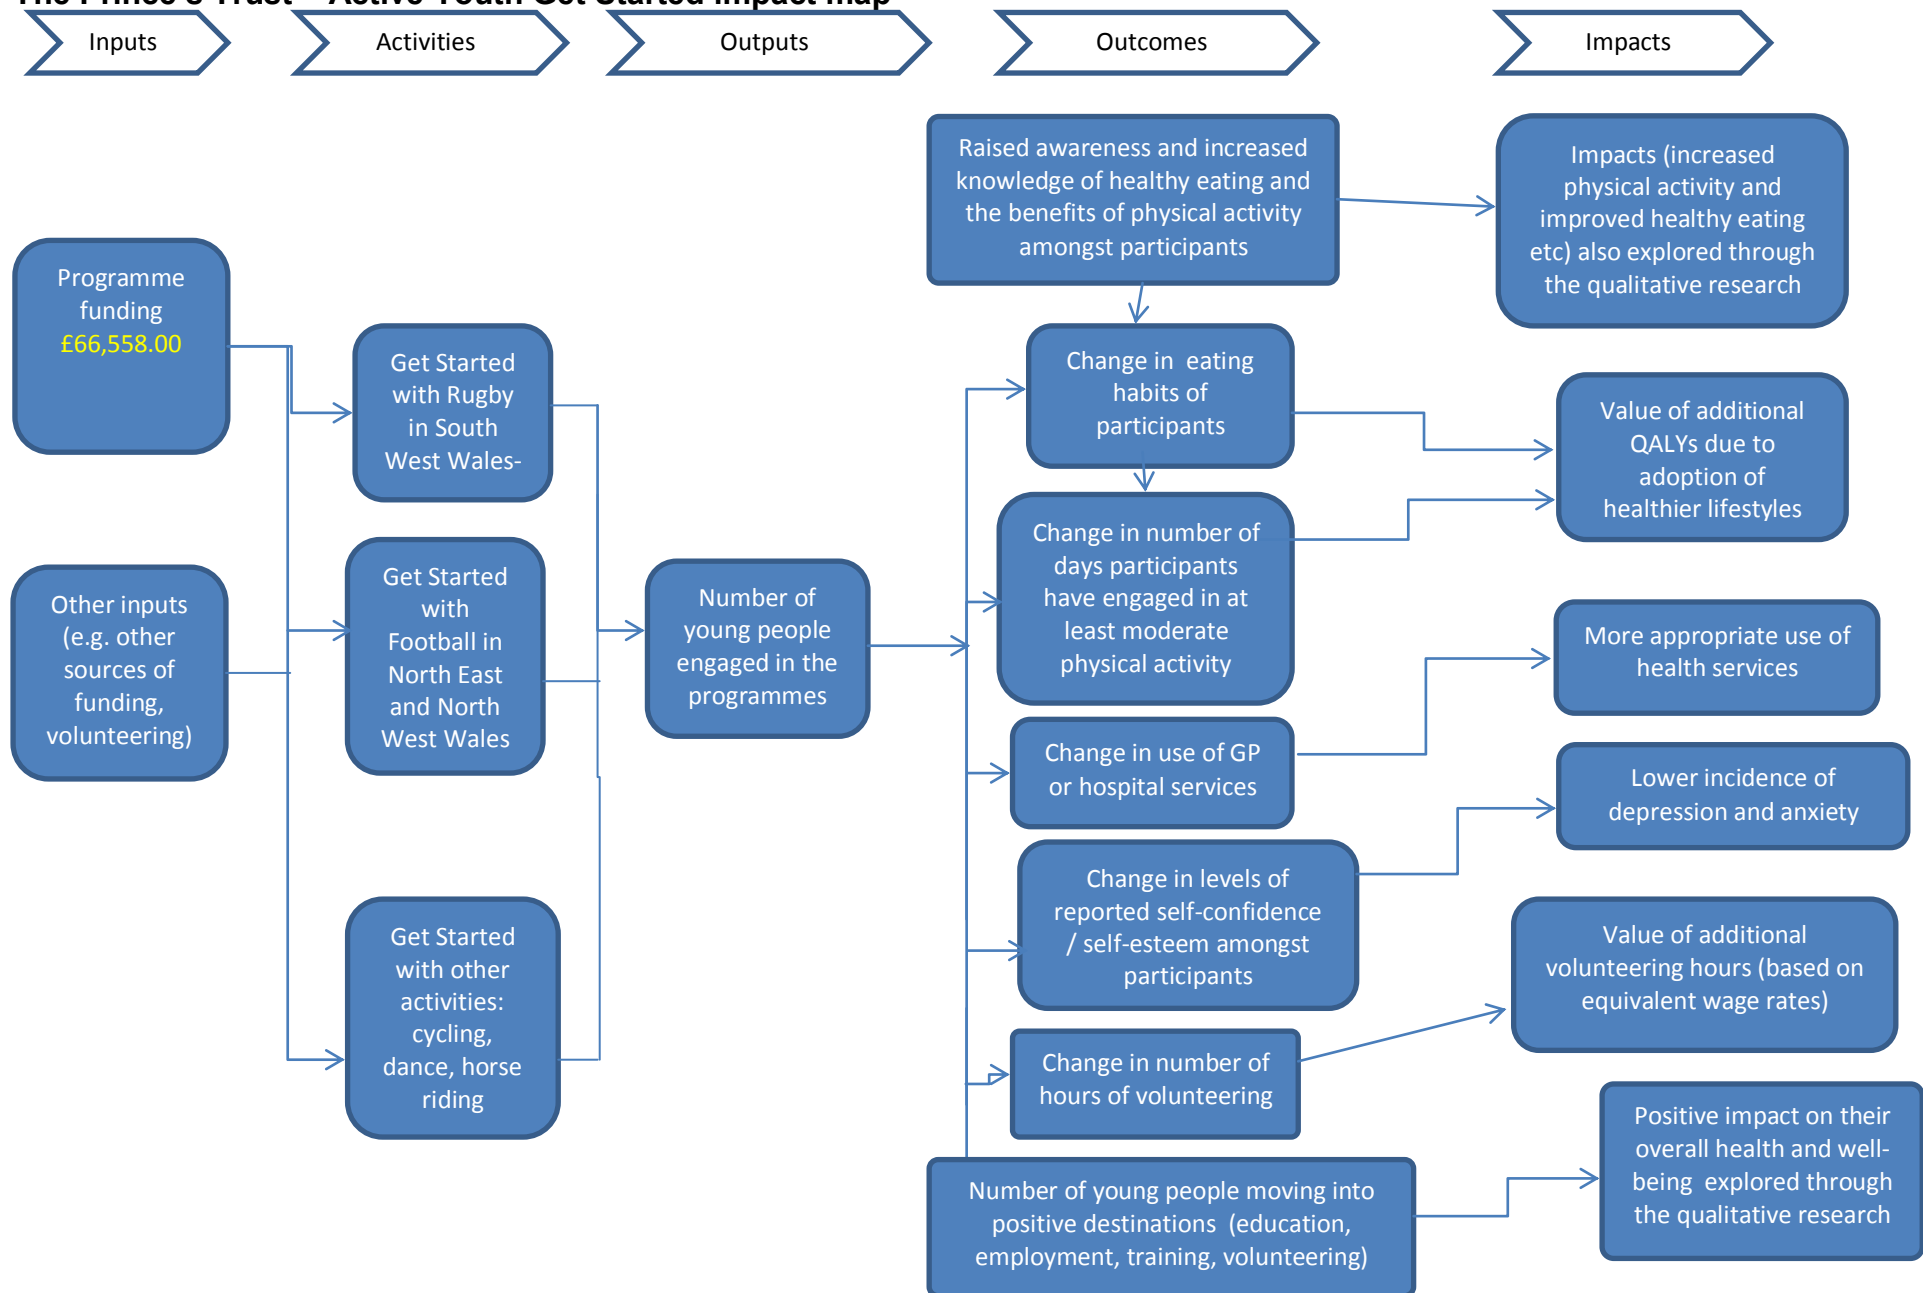 The Prince's Trust – Active Youth Get Started impact map
Inputs
Activities
Outputs
Outcomes
Impacts
Programme
funding
£66,558.00
Other inputs
(e.g. other
sources of
funding,
volunteering)
Get Started
with Rugby
in South
West Wales-
Get Started
with
Football in
North East
and North
West Wales
Get Started
with other
activities:
cycling,
dance, horse
riding
Number of
young people
engaged in the
programmes
Raised awareness and increased
knowledge of healthy eating and
the benefits of physical activity
amongst participants
Change in eating
habits of
participants
Change in number of
days participants
have engaged in at
least moderate
physical activity
Change in use of GP
or hospital services
Change in levels of
reported self-confidence
/ self-esteem amongst
participants
Change in number of
hours of volunteering
Number of young people moving into
positive destinations (education,
employment, training, volunteering)
Impacts (increased
physical activity and
improved healthy eating
etc) also explored through
the qualitative research
Value of additional
QALYs due to
adoption of
healthier lifestyles
More appropriate use of
health services
Lower incidence of
depression and anxiety
Value of additional
volunteering hours (based on
equivalent wage rates)
Positive impact on their
overall health and well-
being explored through
the qualitative research